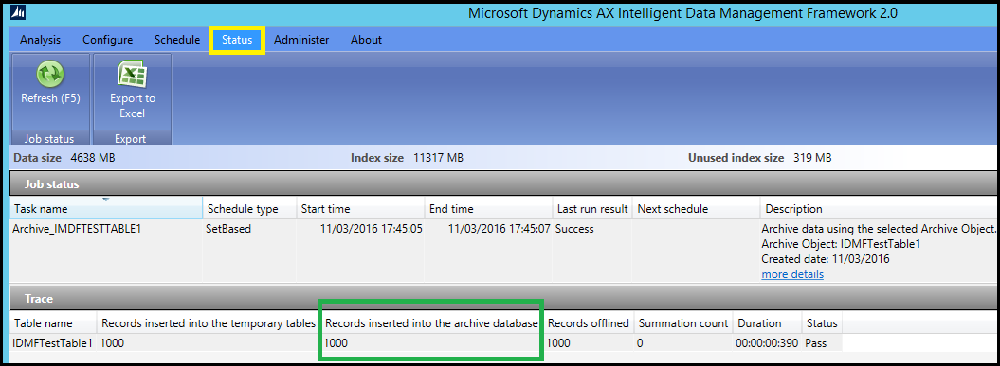 Microsoft Dynamics AX Intelligent Data Management Framework 2.0
Analysis Configure Schedule Status Administer About
Refresh (F5) Export to
Excel
Job status Export
Data size 4638 MB Index size 11317 MB Unused index size 319 MB
Job status
Task name Schedule type Start time End time Last run result Next schedule Description
Archive_IMDFTESTTABLE1 SetBased 11/03/2016 17:45:05 11/03/2016 17:45:07 Success Archive data using the selected Archive Object.
Archive Object: IDMFTestTable1
Created date: 11/03/2016
more details
Trace
Table name Records inserted into the temporary tables Records inserted into the archive database Records offlined Summation count Duration Status
IDMFTestTable1 1000 1000 1000 0 00:00:00:390 Pass